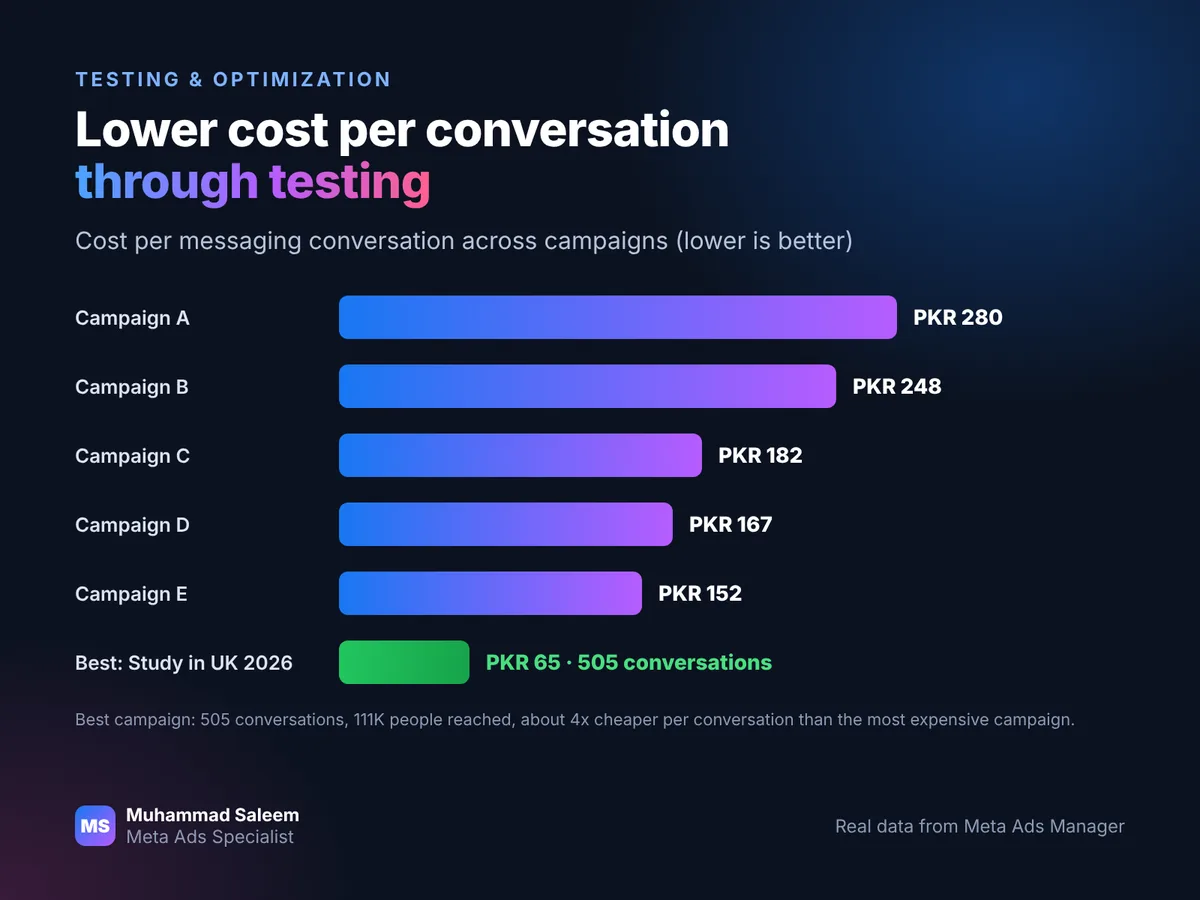 TESTING & OPTIMIZATION
Lower cost per conversation
through testing
Cost per messaging conversation across campaigns (lower is better)
Campaign A PKR 280
Campaign B PKR 248
Campaign C PKR 182
Campaign D PKR 167
Campaign E PKR 152
Best: Study in UK 2026 PKR 65 · 505 conversations
Best campaign: 505 conversations, 111K people reached, about 4x cheaper per conversation than the most expensive campaign.
MS
Muhammad Saleem
Meta Ads Specialist
Real data from Meta Ads Manager